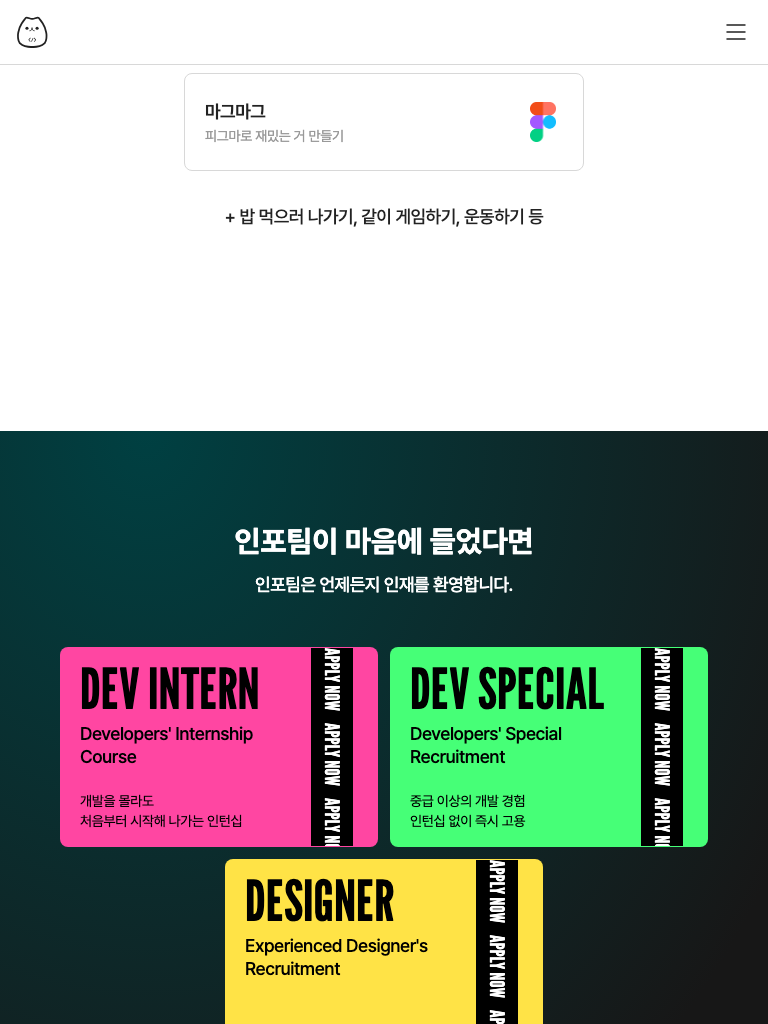 마그마그
피그마로 재밌는 거 만들기
+ 밥 먹으러 나가기, 같이 게임하기, 운동하기 등
인포팀이 마음에 들었다면
인포팀은 언제든지 인재를 환영합니다.
DEV INTERN
Developers' Internship
Course
개발을 몰라도
처음부터 시작해 나가는 인턴십
APPLY NOW APPLY NOW APPLY NO
DEV SPECIAL
Developers' Special
Recruitment
중급 이상의 개발 경험
인턴십 없이 즉시 고용
APPLY NOW APPLY NOW APPLY NO
DESIGNER
Experienced Designer's
Recruitment
APPLY NOW APPLY NOW AP